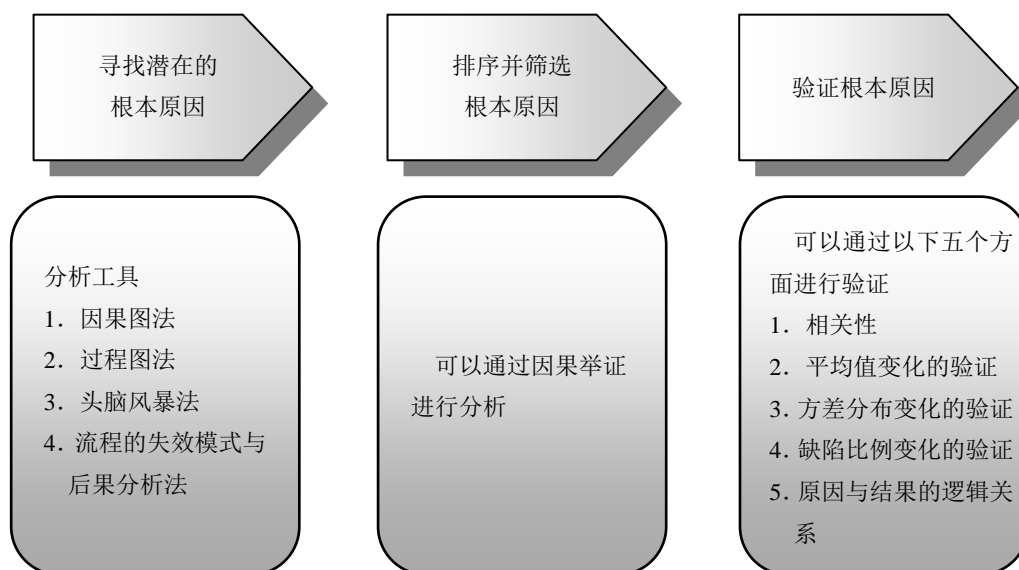 寻找潜在的
根本原因
排序并筛选
根本原因
验证根本原因
分析工具
1．因果图法
2．过程图法
3．头脑风暴法
4．流程的失效模式与
后果分析法
可以通过因果举证
进行分析
可以通过以下五个方
面进行验证
1．相关性
2．平均值变化的验证
3．方差分布变化的验证
4．缺陷比例变化的验证
5．原因与结果的逻辑关
系